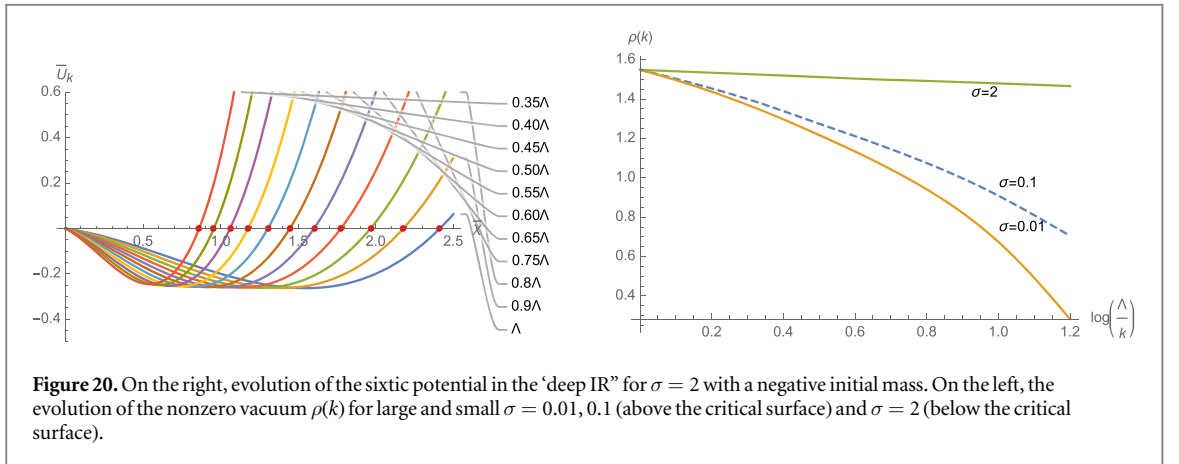 U̅k
0.6
0.4
0.2
−0.2
−0.4
0.5
1.0
1.5
2.0
2.5
χ̅
0.35Λ
0.40Λ
0.45Λ
0.50Λ
0.55Λ
0.60Λ
0.65Λ
0.75Λ
0.8Λ
0.9Λ
Λ
ρ(k)
1.6
1.4
1.2
1.0
0.8
0.6
0.4
0.2
0.4
0.6
0.8
1.0
1.2
log(Λ/k)
σ=2
σ=0.1
σ=0.01
Figure 20. On the right, evolution of the sixtic potential in the ‘deep IR” for σ = 2 with a negative initial mass. On the left, the
evolution of the nonzero vacuum ρ(k) for large and small σ = 0.01, 0.1 (above the critical surface) and σ = 2 (below the critical
surface).